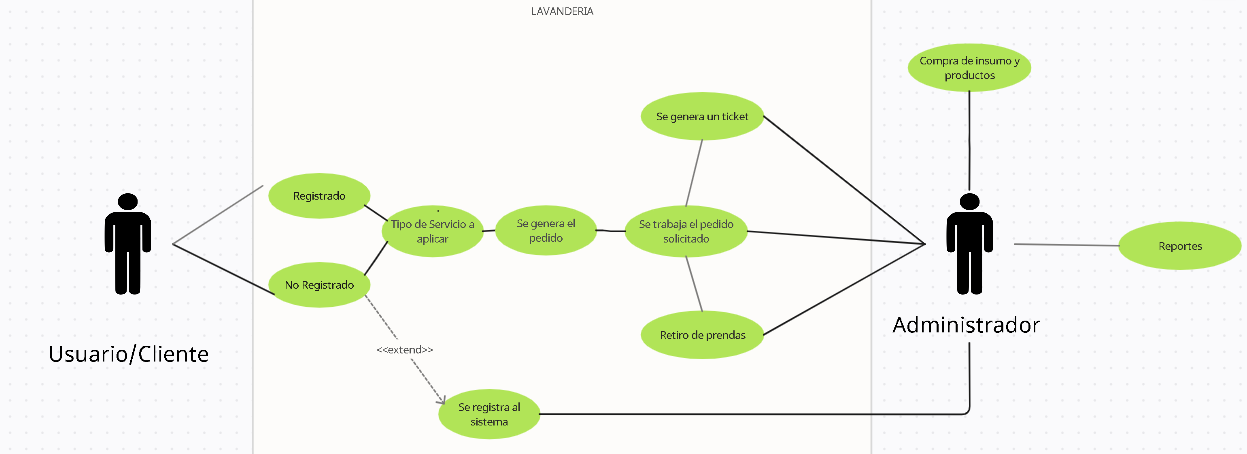 LAVANDERIA
Compra de insumo y
productos
Se genera un ticket
Registrado
Tipo de Servicio a
aplicar
Se genera el
pedido
Se trabaja el pedido
solicitado
Reportes
No Registrado
Administrador
Retiro de prendas
Usuario/Cliente
<<extend>>
Se registra al
sistema